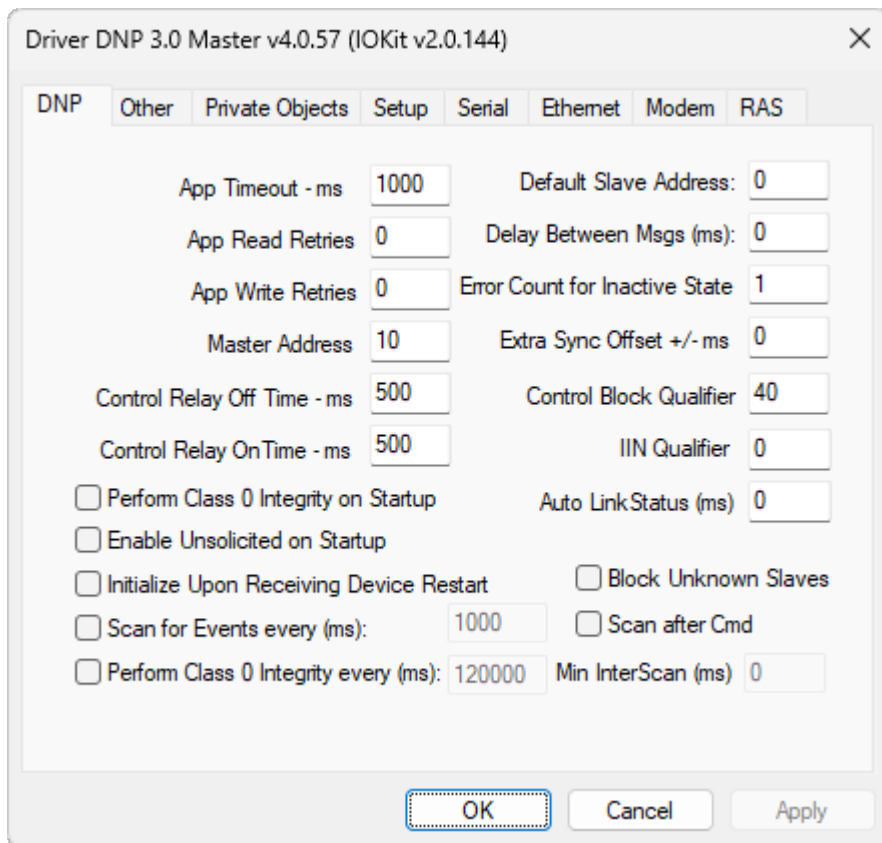 Driver DNP 3.0 Master v4.0.57 (IOKit v2.0.144)
DNP Other Private Objects Setup Serial Ethernet Modem RAS
App Timeout - ms 1000 Default Slave Address: 0
App Read Retries 0 Delay Between Msgs (ms): 0
App Write Retries 0 Error Count for Inactive State 1
Master Address 10 Extra Sync Offset +/- ms 0
Control Relay Off Time - ms 500 Control Block Qualifier 40
Control Relay On Time - ms 500 IIN Qualifier 0
Perform Class 0 Integrity on Startup Auto Link Status (ms) 0
Enable Unsolicited on Startup
Initialize Upon Receiving Device Restart Block Unknown Slaves
Scan for Events every (ms): 1000 Scan after Cmd
Perform Class 0 Integrity every (ms): 120000 Min InterScan (ms) 0
OK Cancel Apply